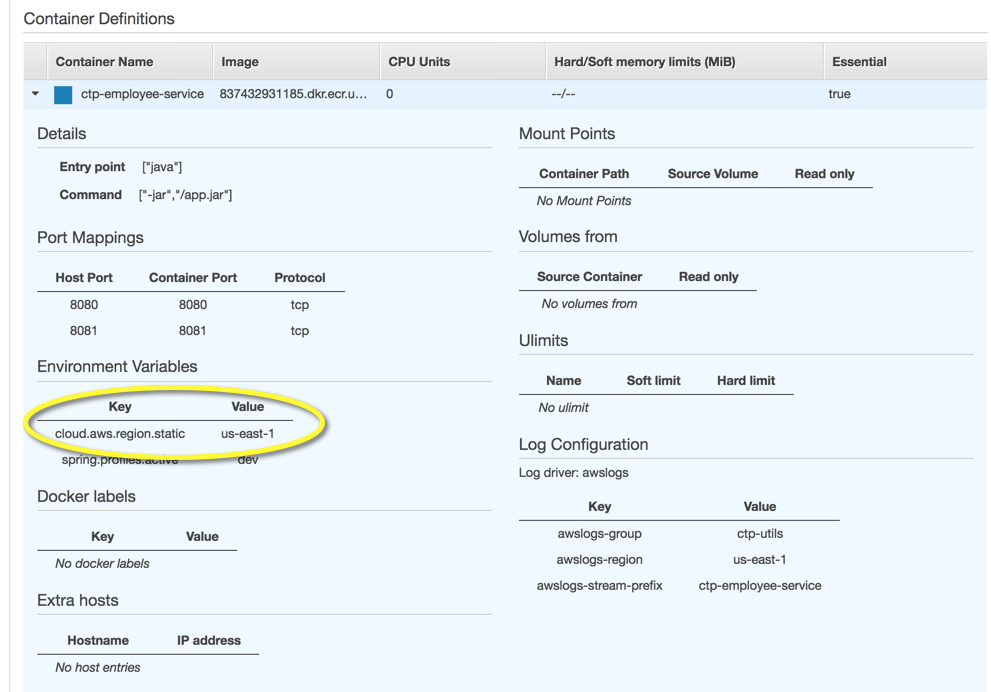 Container Definitions
Container Name Image CPU Units Hard/Soft memory limits (MiB) Essential
ctp-employee-service 837432931185.dkr.ecr.u... 0 --/-- true
Details
Entry point ["java"]
Command ["-jar","/app.jar"]
Port Mappings
Host Port Container Port Protocol
8080 8080 tcp
8081 8081 tcp
Environment Variables
Key Value
cloud.aws.region.static us-east-1
spring.profiles.active dev
Docker labels
Key Value
No docker labels
Extra hosts
Hostname IP address
No host entries
Mount Points
Container Path Source Volume Read only
No Mount Points
Volumes from
Source Container Read only
No volumes from
Ulimits
Name Soft limit Hard limit
No ulimit
Log Configuration
Log driver: awslogs
Key Value
awslogs-group ctp-utils
awslogs-region us-east-1
awslogs-stream-prefix ctp-employee-service